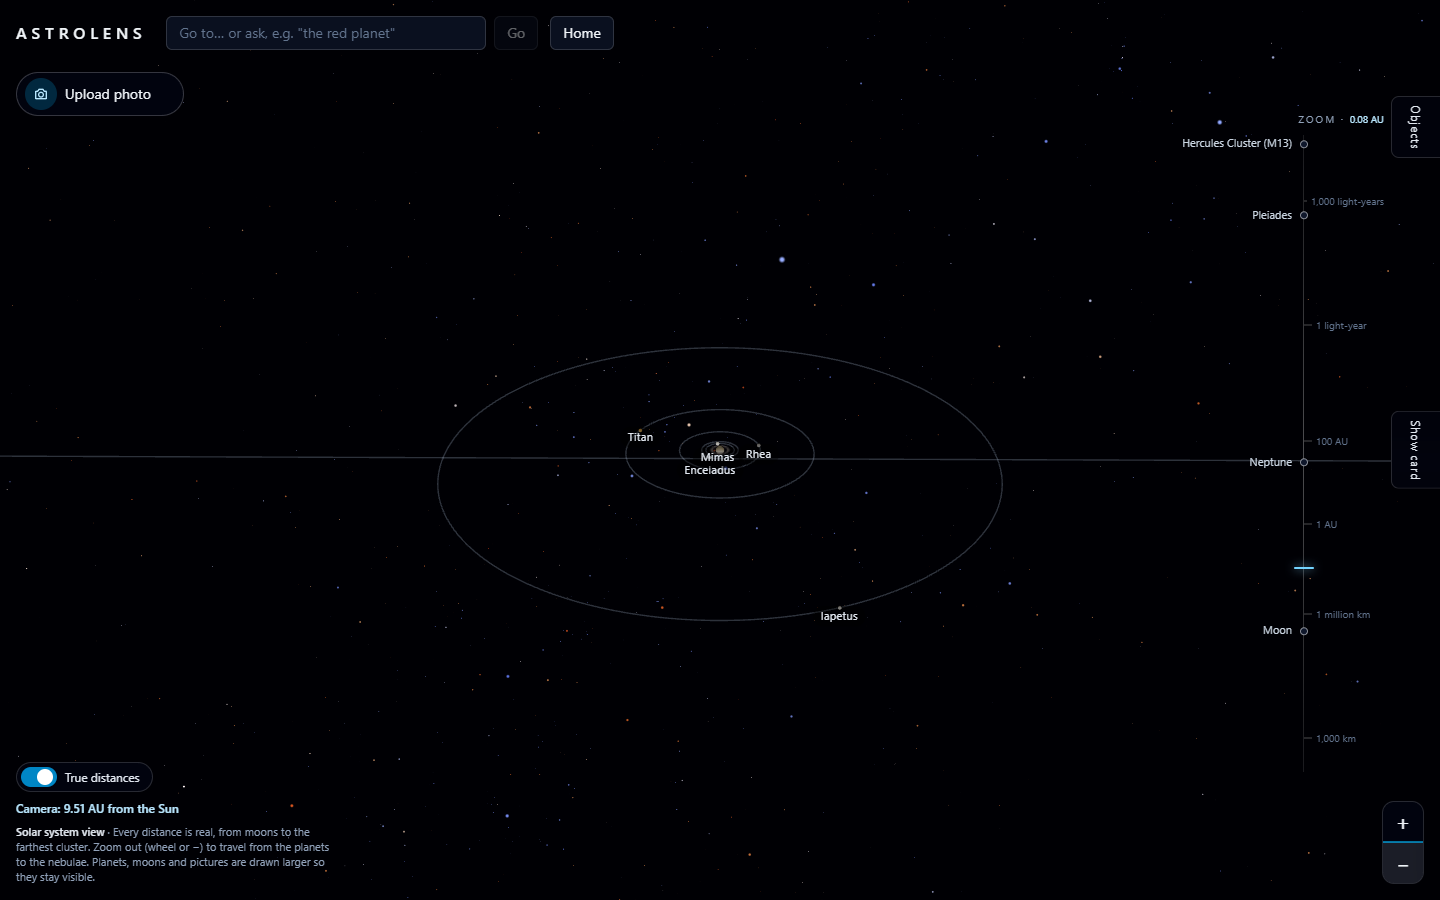 ASTROLENS
Go to... or ask, e.g. "the red planet"
Go
Home
Upload photo
Objects
ZOOM · 0.08 AU
Hercules Cluster (M13)
1,000 light-years
Pleiades
1 light-year
100 AU
Neptune
Show card
1 AU
1 million km
Moon
1,000 km
Titan
Mimas
Rhea
Enceladus
Iapetus
True distances
Camera: 9.51 AU from the Sun
Solar system view · Every distance is real, from moons to the
farthest cluster. Zoom out (wheel or −) to travel from the planets
to the nebulae. Planets, moons and pictures are drawn larger so
they stay visible.
+
−